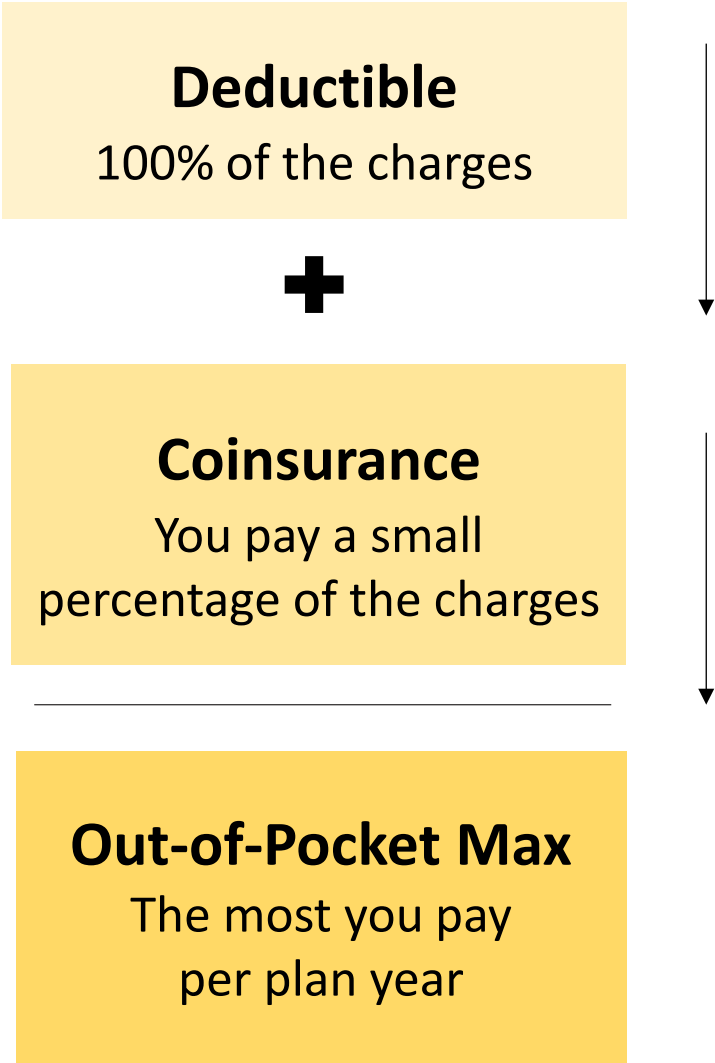 Deductible
100% of the charges
Coinsurance
You pay a small
percentage of the charges
Out-of-Pocket Max
The most you pay
per plan year